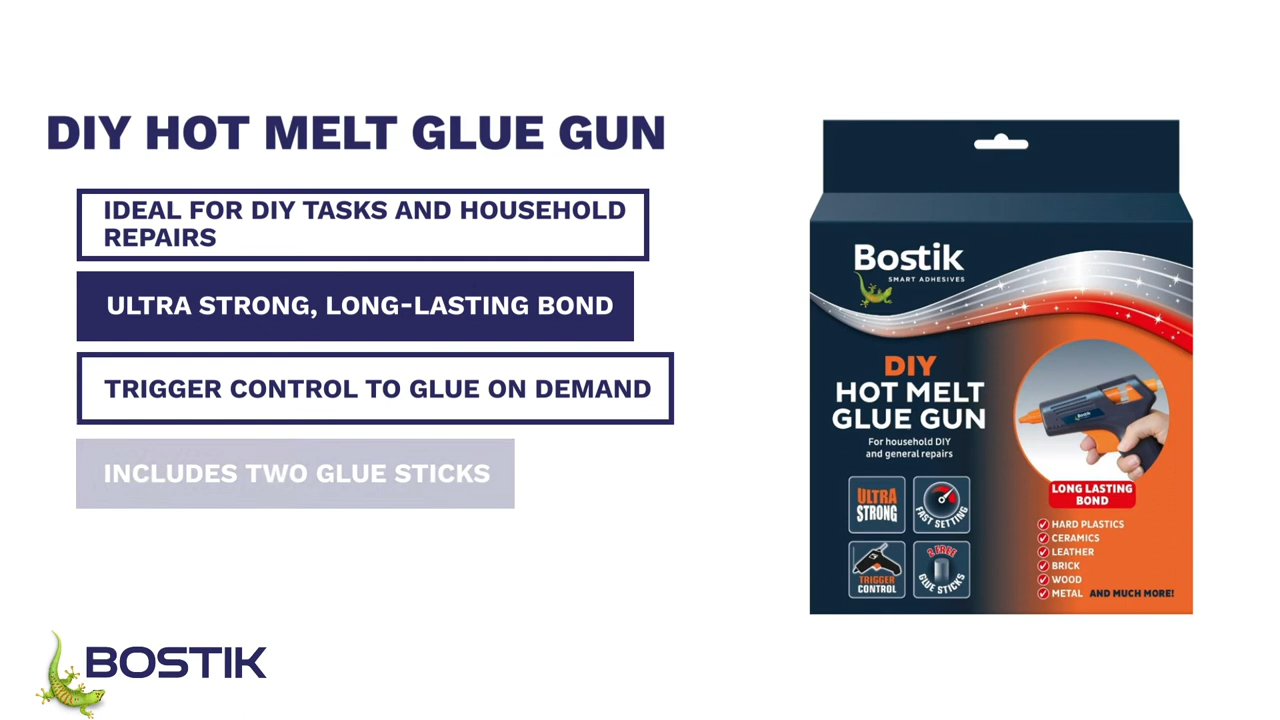 DIY HOT MELT GLUE GUN
IDEAL FOR DIY TASKS AND HOUSEHOLD
REPAIRS
ULTRA STRONG, LONG-LASTING BOND
TRIGGER CONTROL TO GLUE ON DEMAND
INCLUDES TWO GLUE STICKS
BOSTIK
Bostik
SMART ADHESIVES
DIY
HOT MELT
GLUE GUN
For household DIY
and general repairs
ULTRA
STRONG
FAST SETTING
TRIGGER
CONTROL
2 FREE
GLUE STICKS
Bostik
LONG LASTING
BOND
HARD PLASTICS
CERAMICS
LEATHER
BRICK
WOOD
METAL AND MUCH MORE!